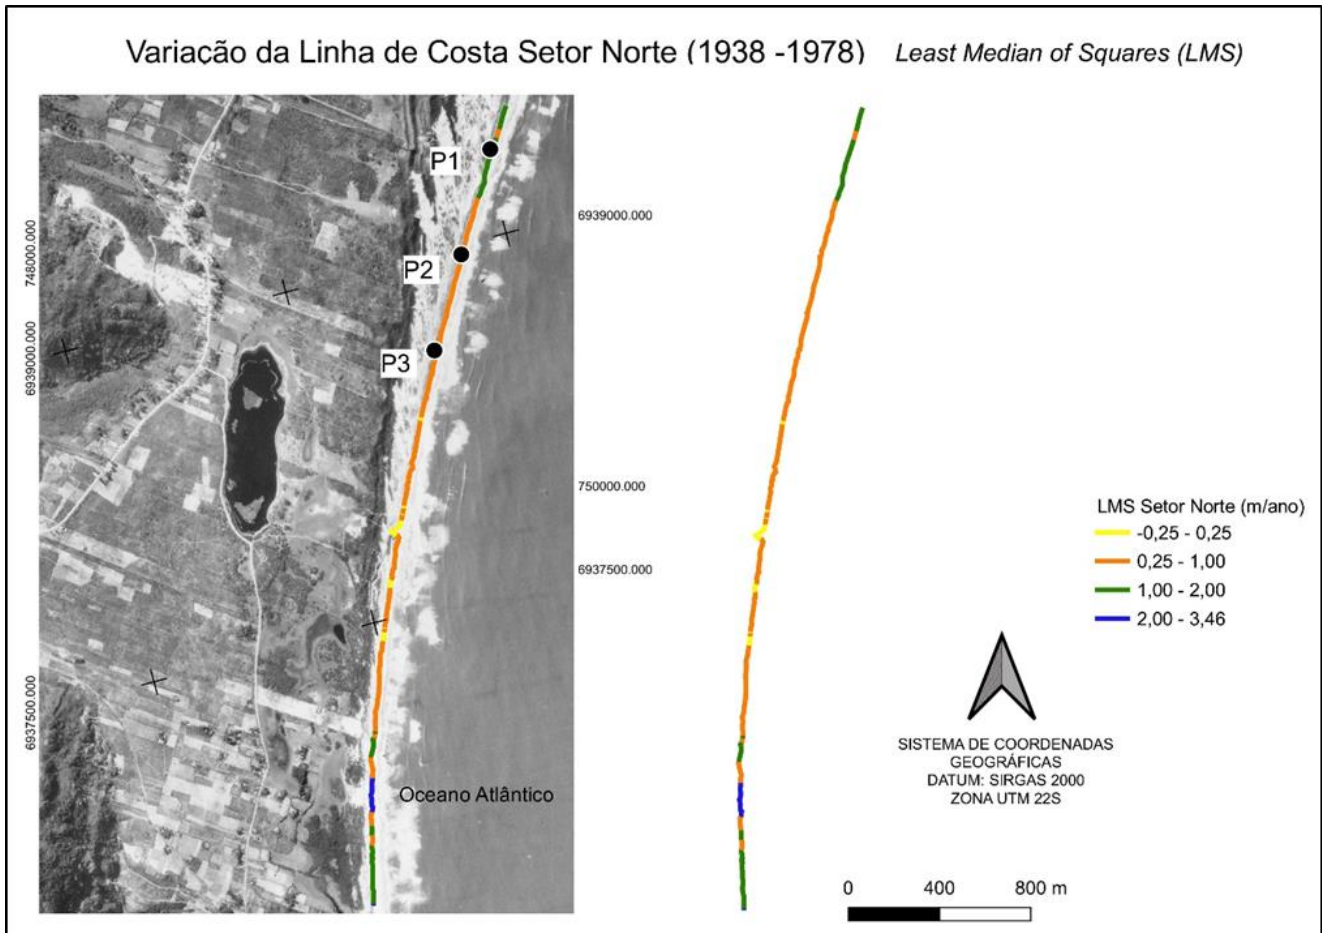 Variação da Linha de Costa Setor Norte (1938 -1978)
Least Median of Squares (LMS)
P1
P2
P3
7480000.000
6939000.000
6937500.000
6939000.000
750000.000
6937500.000
Oceano Atlântico
LMS Setor Norte (m/ano)
-0,25 - 0,25
0,25 - 1,00
1,00 - 2,00
2,00 - 3,46
SISTEMA DE COORDENADAS
GEOGRÁFICAS
DATUM: SIRGAS 2000
ZONA UTM 22S
0 400 800 m